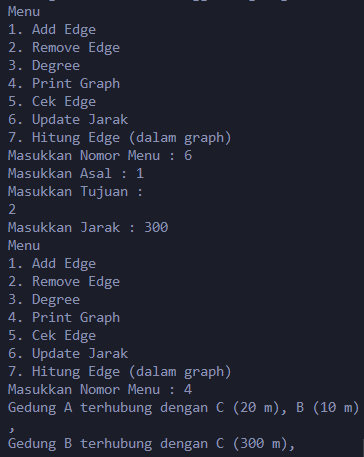 Menu
1. Add Edge
2. Remove Edge
3. Degree
4. Print Graph
5. Cek Edge
6. Update Jarak
7. Hitung Edge (dalam graph)
Masukkan Nomor Menu : 6
Masukkan Asal : 1
Masukkan Tujuan :
2
Masukkan Jarak : 300
Menu
1. Add Edge
2. Remove Edge
3. Degree
4. Print Graph
5. Cek Edge
6. Update Jarak
7. Hitung Edge (dalam graph)
Masukkan Nomor Menu : 4
Gedung A terhubung dengan C (20 m), B (10 m)
,
Gedung B terhubung dengan C (300 m),